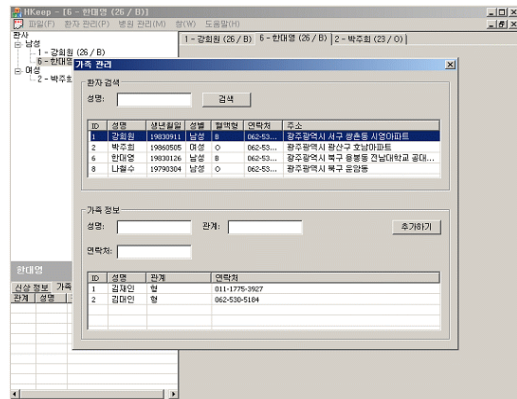 HKeep - [6 - 한대영 (26 / B)]
파일(F) 환자 관리(P) 병원 관리(M) 창(W) 도움말(H)
환사
남성
1 - 강희원 (26 / B)
6 - 한대영
여성
2 - 박주희
1 - 강희원 (26 / B) 6 - 한대영 (26 / B) 2 - 박주희 (23 / O)
가족 관리
환자 검색
성명: 검색
ID 성명 생년월일 성별 혈액형 연락처 주소
1 강희원 19830911 남성 B 062-53... 광주광역시 서구 쌍촌동 시영아파트
2 박주희 19860505 여성 O 062-53... 광주광역시 광산구 호남아파트
6 한대영 19830126 남성 B 062-53... 광주광역시 북구 용봉동 전남대학교 공대...
8 나철수 19790304 남성 O 062-53... 광주광역시 북구 운암동
가족 정보
성명: 관계: 추가하기
연락처:
ID 성명 관계 연락처
1 김재인 형 011-1775-3927
2 김대인 형 062-530-5184
한대영
신상 정보 가족
관계 성명